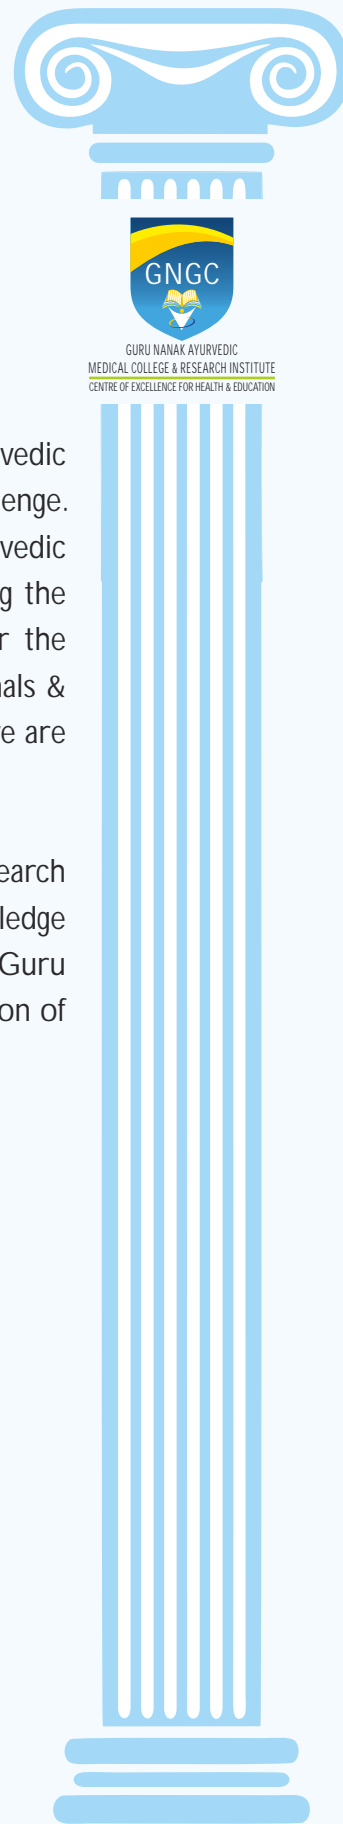 GNGC
GURU NANAK AYURVEDIC
MEDICAL COLLEGE & RESEARCH INSTITUTE
CENTRE OF EXCELLENCE FOR HEALTH & EDUCATION
vedic
enge.
vedic
g the
r the
als &
e are
earch
ledge
Guru
on of